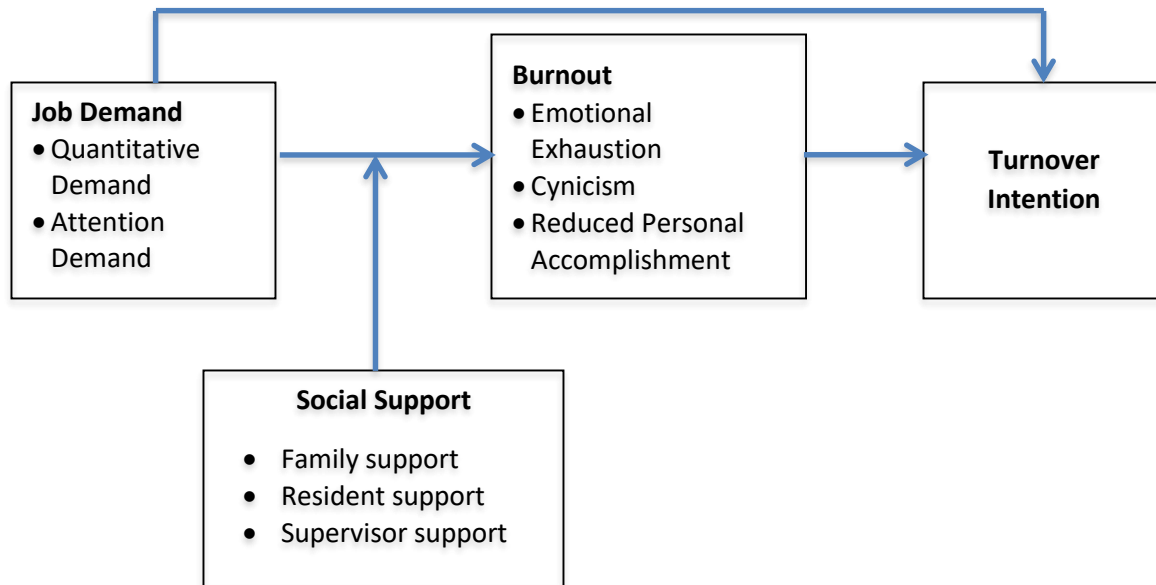 Job Demand
• Quantitative
Demand
• Attention
Demand
Burnout
• Emotional
Exhaustion
• Cynicism
• Reduced Personal
Accomplishment
Turnover
Intention
Social Support
• Family support
• Resident support
• Supervisor support